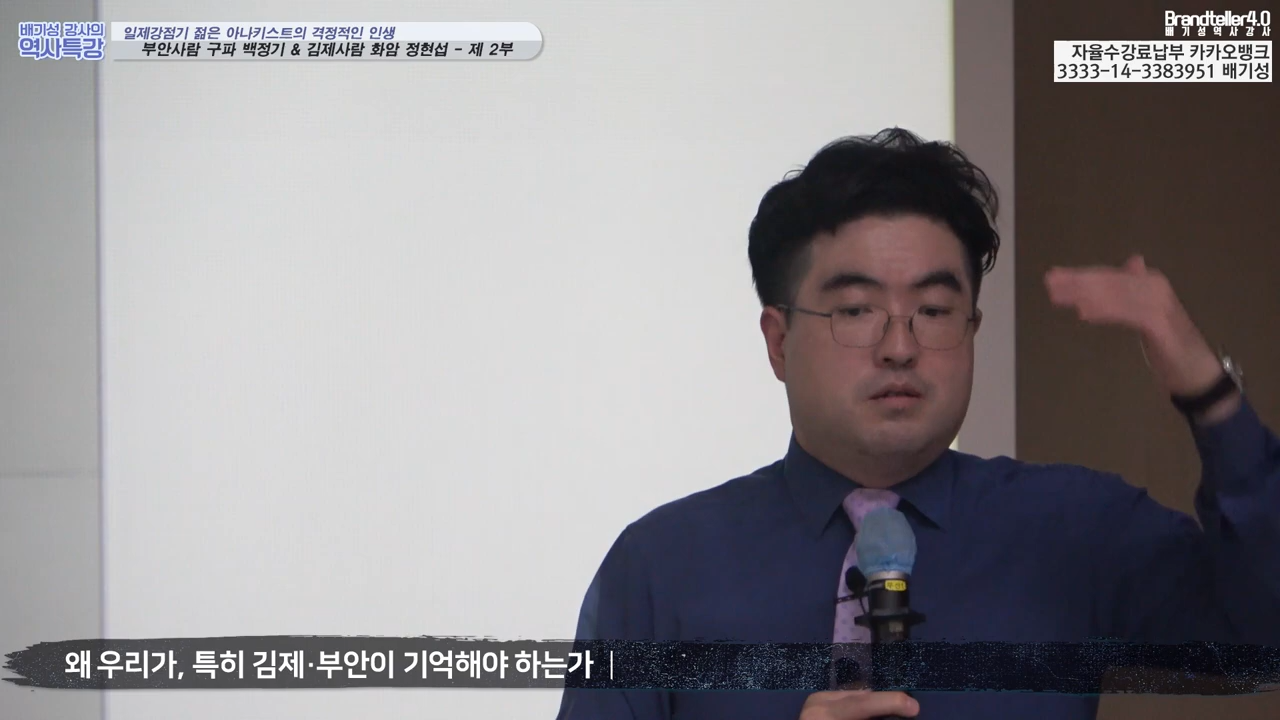 배기성 강사의
역사특강
일제강점기 젊은 아나키스트의 격정적인 인생
부안사람 구파 백정기 & 김제사람 화암 정현섭 - 제 2부
Brandteller4.0
배기성역사강사
자율수강료납부 카카오뱅크
3333-14-3383951 배기성
왜 우리가, 특히 김제·부안이 기억해야 하는가